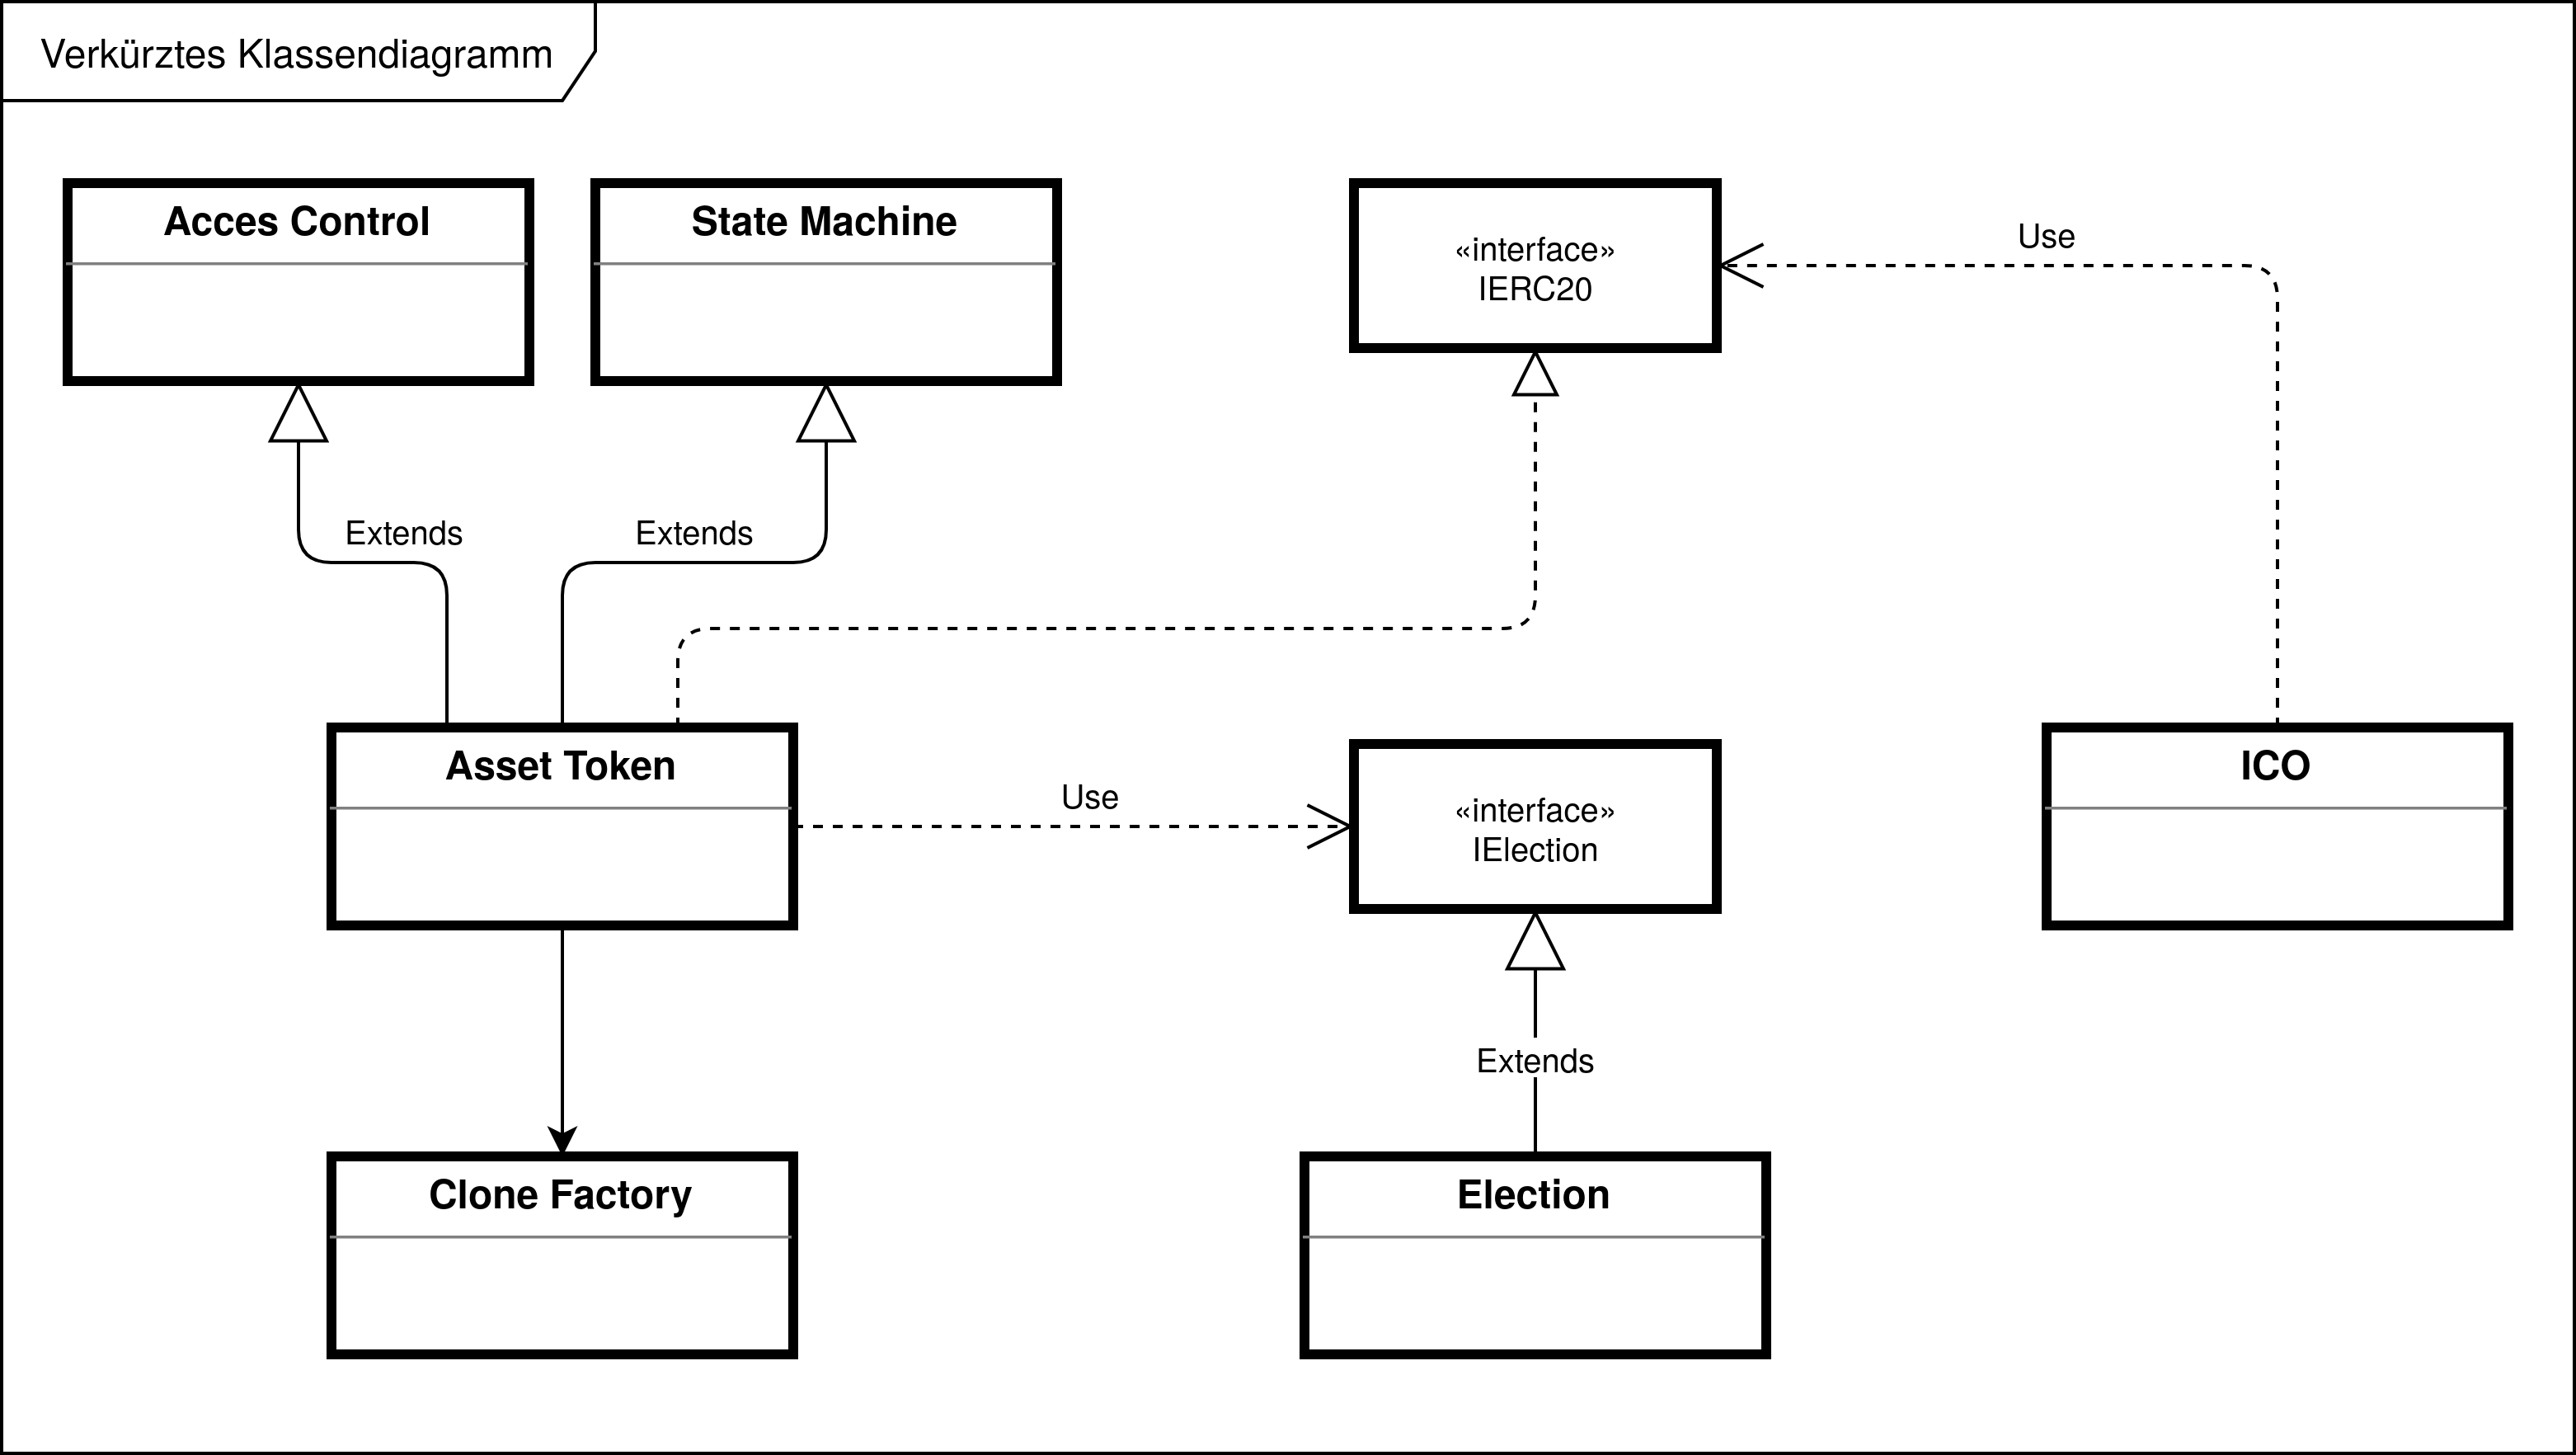 Verkürztes Klassendiagramm
Acces Control
State Machine
«interface»
IERC20
Use
Extends
Extends
Asset Token
Use
«interface»
IElection
ICO
Extends
Clone Factory
Election